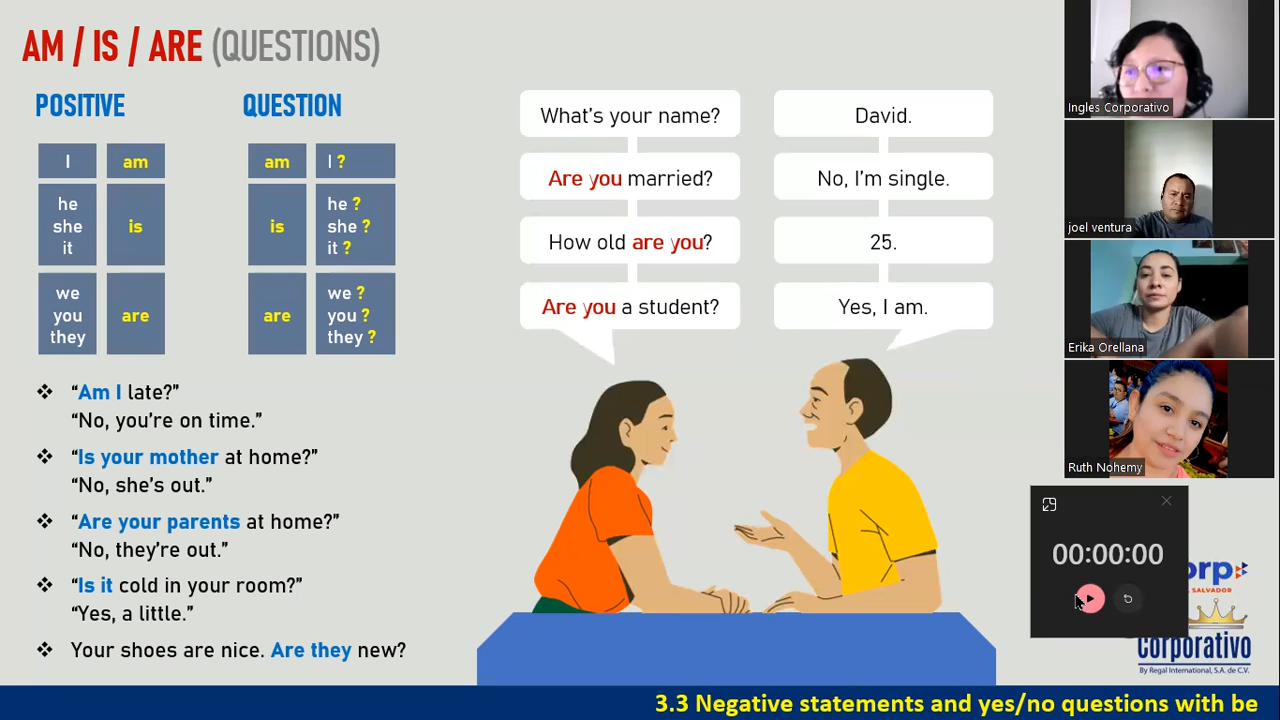 AM / IS / ARE (QUESTIONS)
POSITIVE
QUESTION
I
am
he
she
it
is
we
you
they
are
am
I ?
is
he ?
she ?
it ?
are
we ?
you ?
they ?
❖ “Am I late?”
“No, you’re on time.”
❖ “Is your mother at home?”
“No, she’s out.”
❖ “Are your parents at home?”
“No, they’re out.”
❖ “Is it cold in your room?”
“Yes, a little.”
❖ Your shoes are nice. Are they new?
What’s your name?
David.
Are you married?
No, I’m single.
How old are you?
25.
Are you a student?
Yes, I am.
Ingles Corporativo
joel ventura
Erika Orellana
Ruth Nohemy
00:00:00
orp
SALVADOR
Corporativo
By Regal International, S.A. de C.V.
3.3 Negative statements and yes/no questions with be